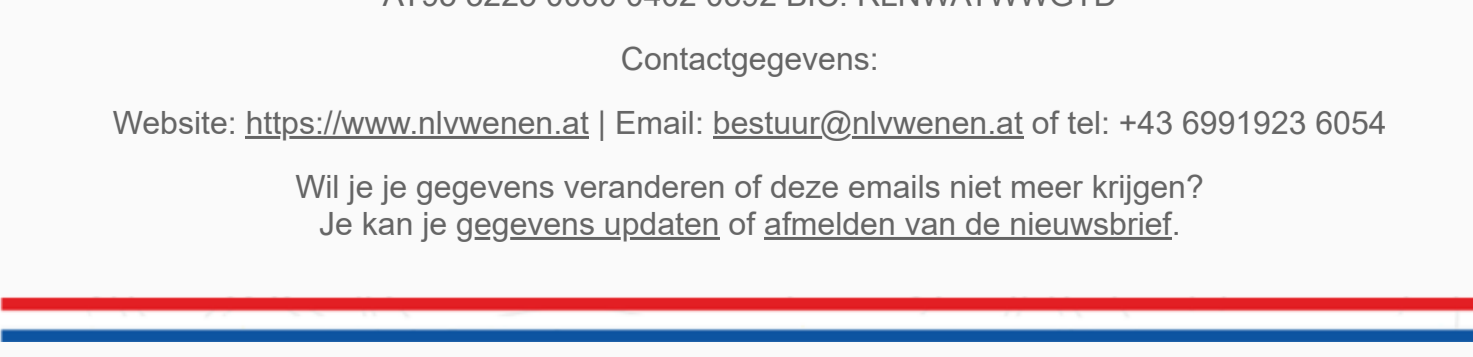 Contactgegevens:
Website: https://www.nlvwenen.at | Email: bestuur@nlvwenen.at of tel: +43 6991923 6054
Wil je je gegevens veranderen of deze emails niet meer krijgen?
Je kan je gegevens updaten of afmelden van de nieuwsbrief.